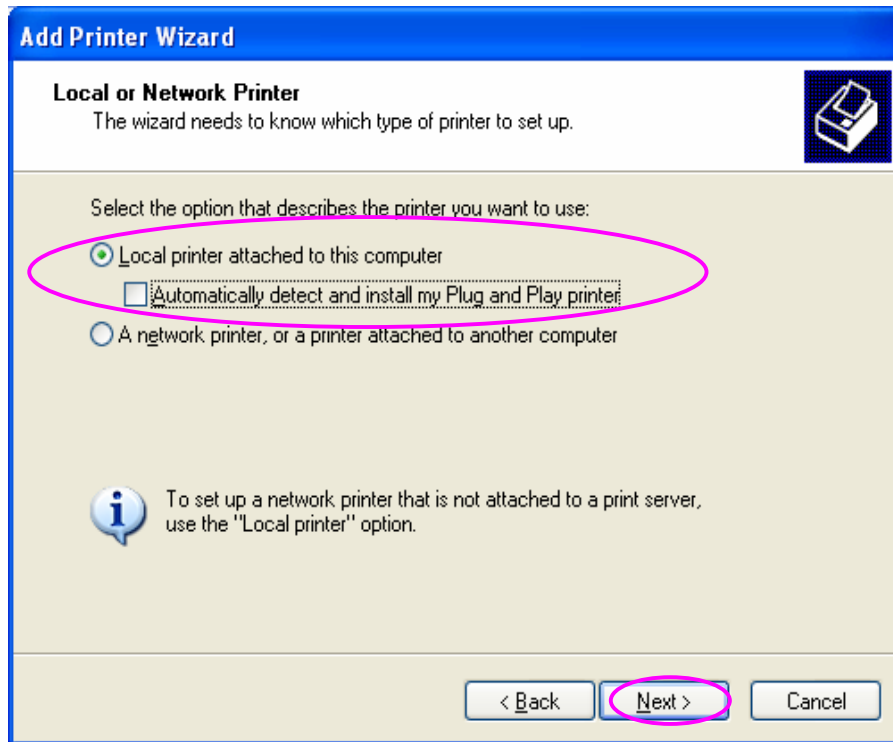 Add Printer Wizard
Local or Network Printer
The wizard needs to know which type of printer to set up.
Select the option that describes the printer you want to use:
Local printer attached to this computer
Automatically detect and install my Plug and Play printer
A network printer, or a printer attached to another computer
To set up a network printer that is not attached to a print server,
use the "Local printer" option.
< Back Next > Cancel